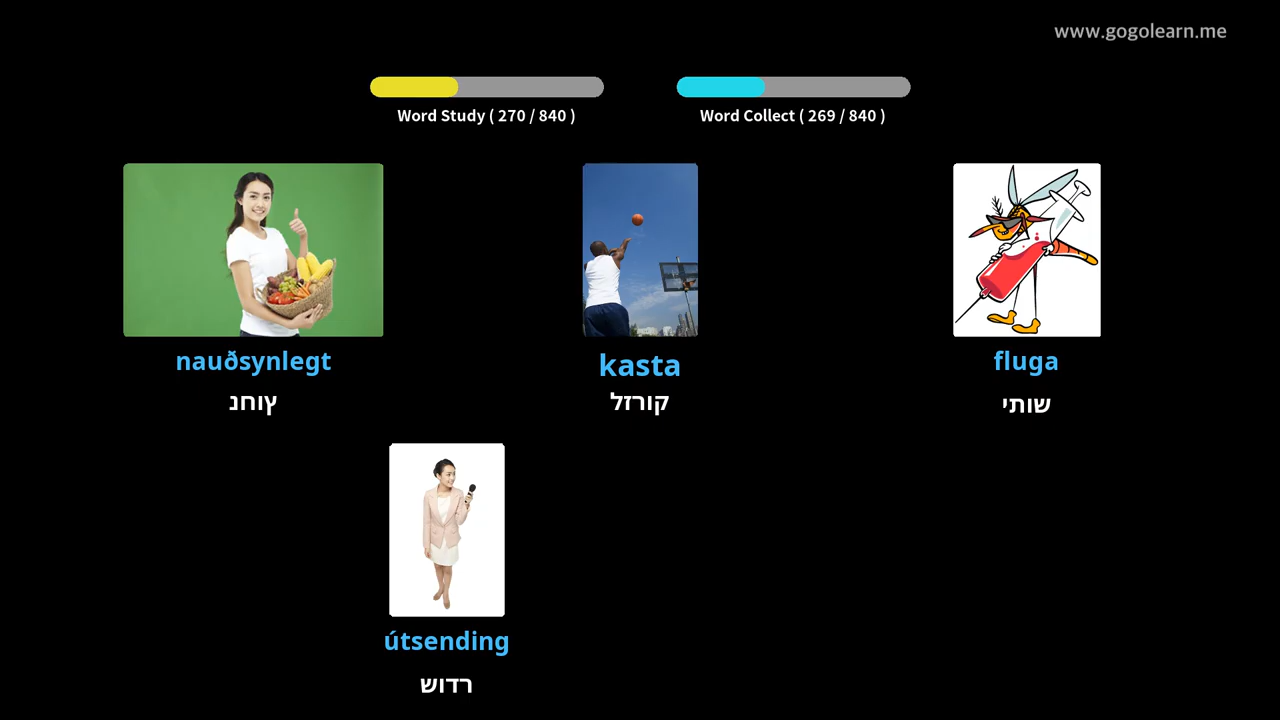 www.gogolearn.me
Word Study ( 270 / 840 )
Word Collect ( 269 / 840 )
nauðsynlegt
ץוחנ
kasta
קורזל
fluga
שותי
útsending
רדוש